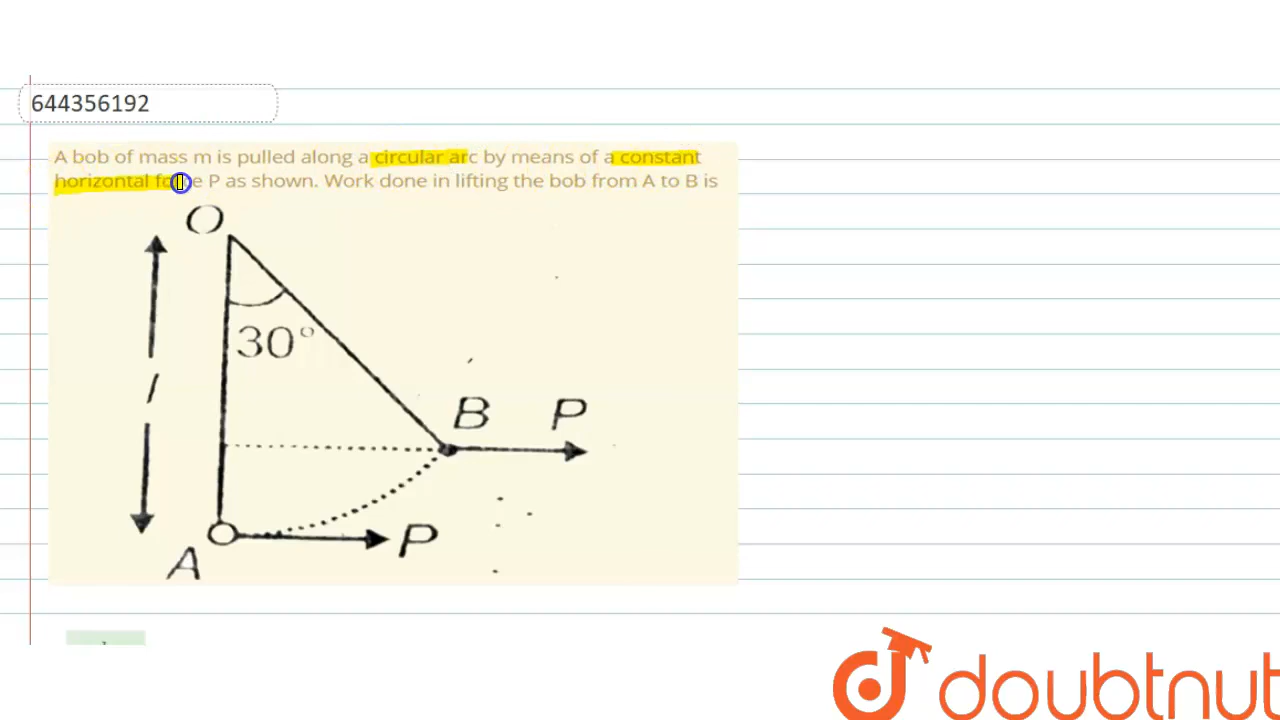 644356192
A bob of mass m is pulled along a circular arc by means of a constant
horizontal force P as shown. Work done in lifting the bob from A to B is
O
30°
l
B P
P
A
doubtnut